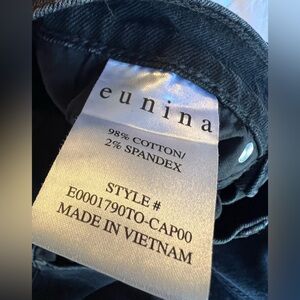 eunina
98% COTTON/
2% SPANDEX
STYLE #
E0001790TO-CAP00
MADE IN VIETNAM